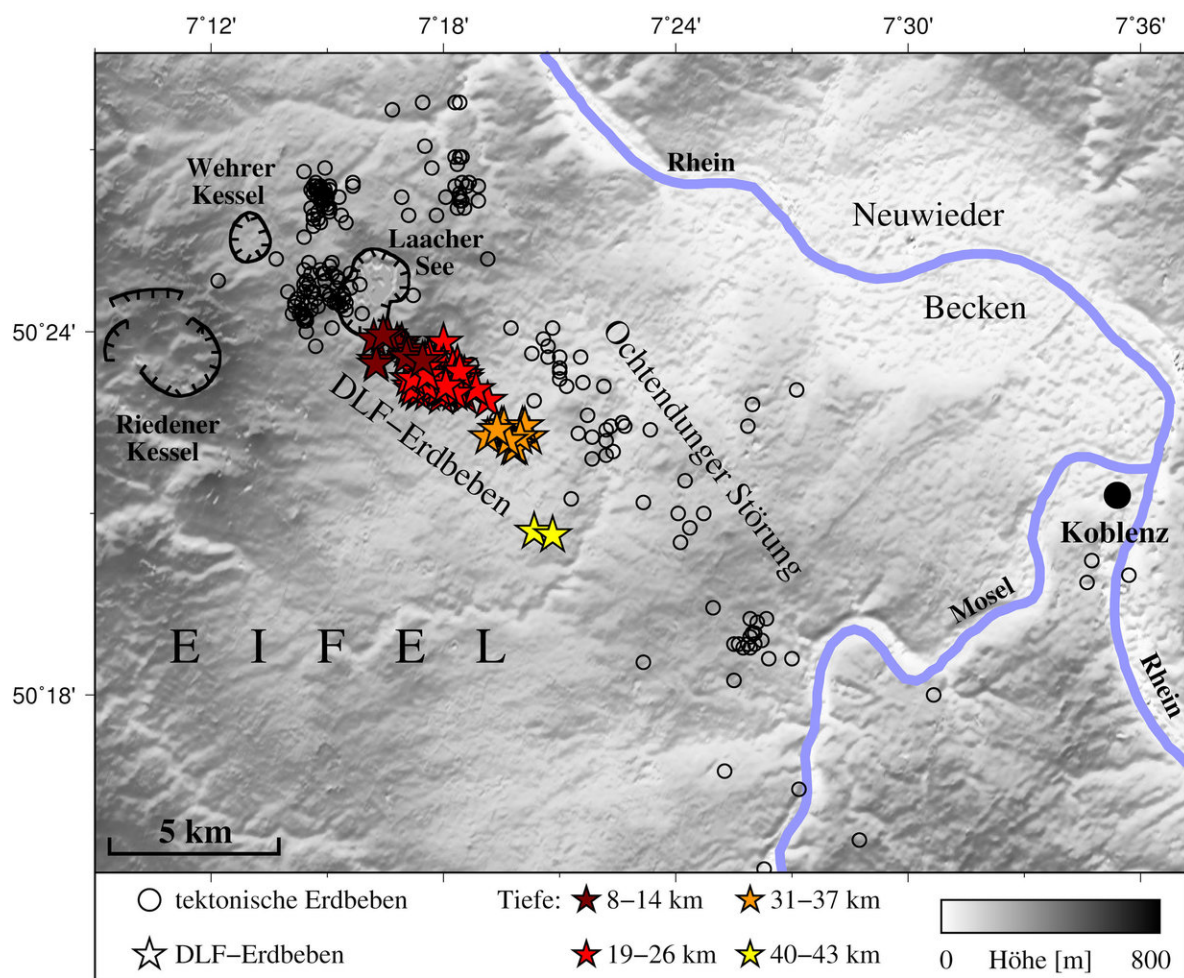 7°12'
7°18'
7°24'
7°30'
7°36'
Wehrer
Kessel
Rhein
Neuwieder
Laacher
See
Becken
50°24'
Ochtendunger Störung
DLF–Erdbeben
Riedener
Kessel
Koblenz
Mosel
E I F E L
Rhein
50°18'
5 km
tektonische Erdbeben
Tiefe:
8–14 km
31–37 km
DLF–Erdbeben
19–26 km
40–43 km
0 Höhe [m] 800